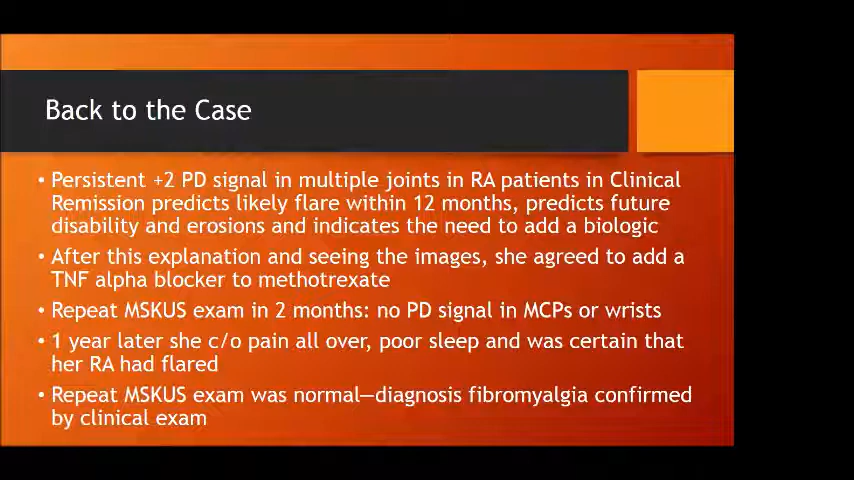 Back to the Case
• Persistent +2 PD signal in multiple joints in RA patients in Clinical
Remission predicts likely flare within 12 months, predicts future
disability and erosions and indicates the need to add a biologic
• After this explanation and seeing the images, she agreed to add a
TNF alpha blocker to methotrexate
• Repeat MSKUS exam in 2 months: no PD signal in MCPs or wrists
• 1 year later she c/o pain all over, poor sleep and was certain that
her RA had flared
• Repeat MSKUS exam was normal—diagnosis fibromyalgia confirmed
by clinical exam